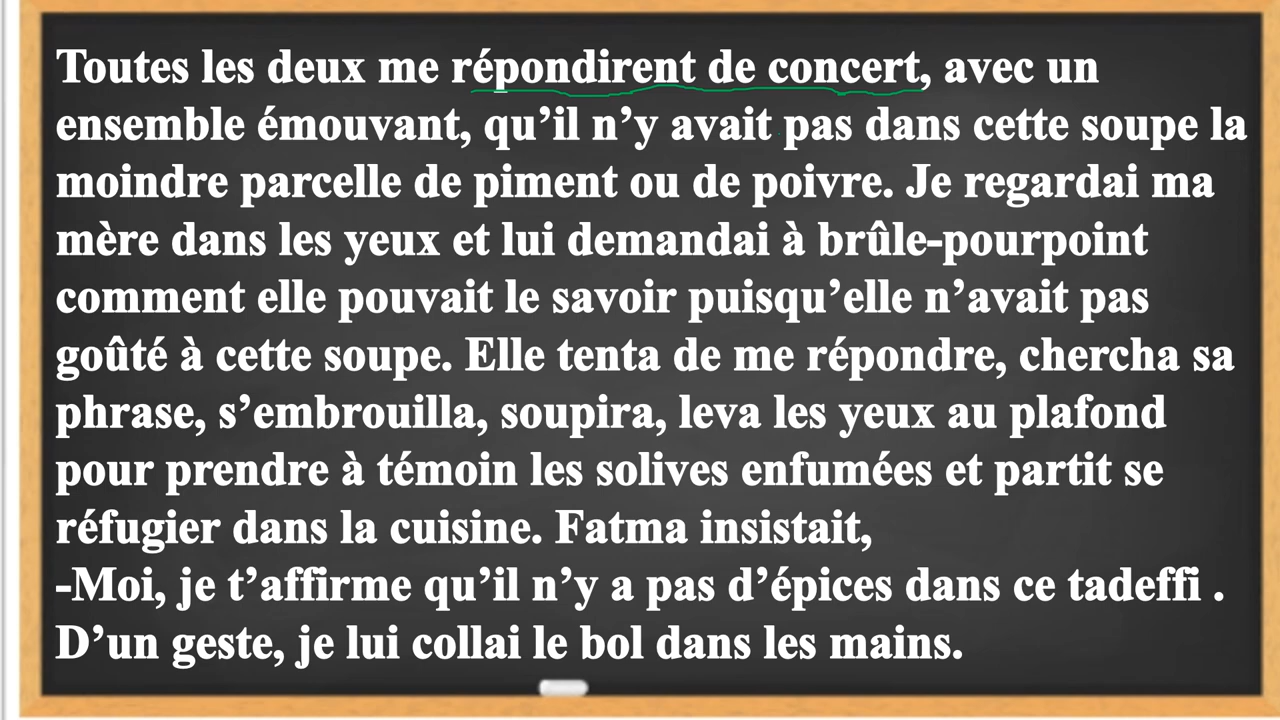 Toutes les deux me répondirent de concert, avec un
ensemble émouvant, qu’il n’y avait pas dans cette soupe la
moindre parcelle de piment ou de poivre. Je regardai ma
mère dans les yeux et lui demandai à brûle-pourpoint
comment elle pouvait le savoir puisqu’elle n’avait pas
goûté à cette soupe. Elle tenta de me répondre, chercha sa
phrase, s’embrouilla, soupira, leva les yeux au plafond
pour prendre à témoin les solives enfumées et partit se
réfugier dans la cuisine. Fatma insistait,
-Moi, je t’affirme qu’il n’y a pas d’épices dans ce tadeffi .
D’un geste, je lui collai le bol dans les mains.